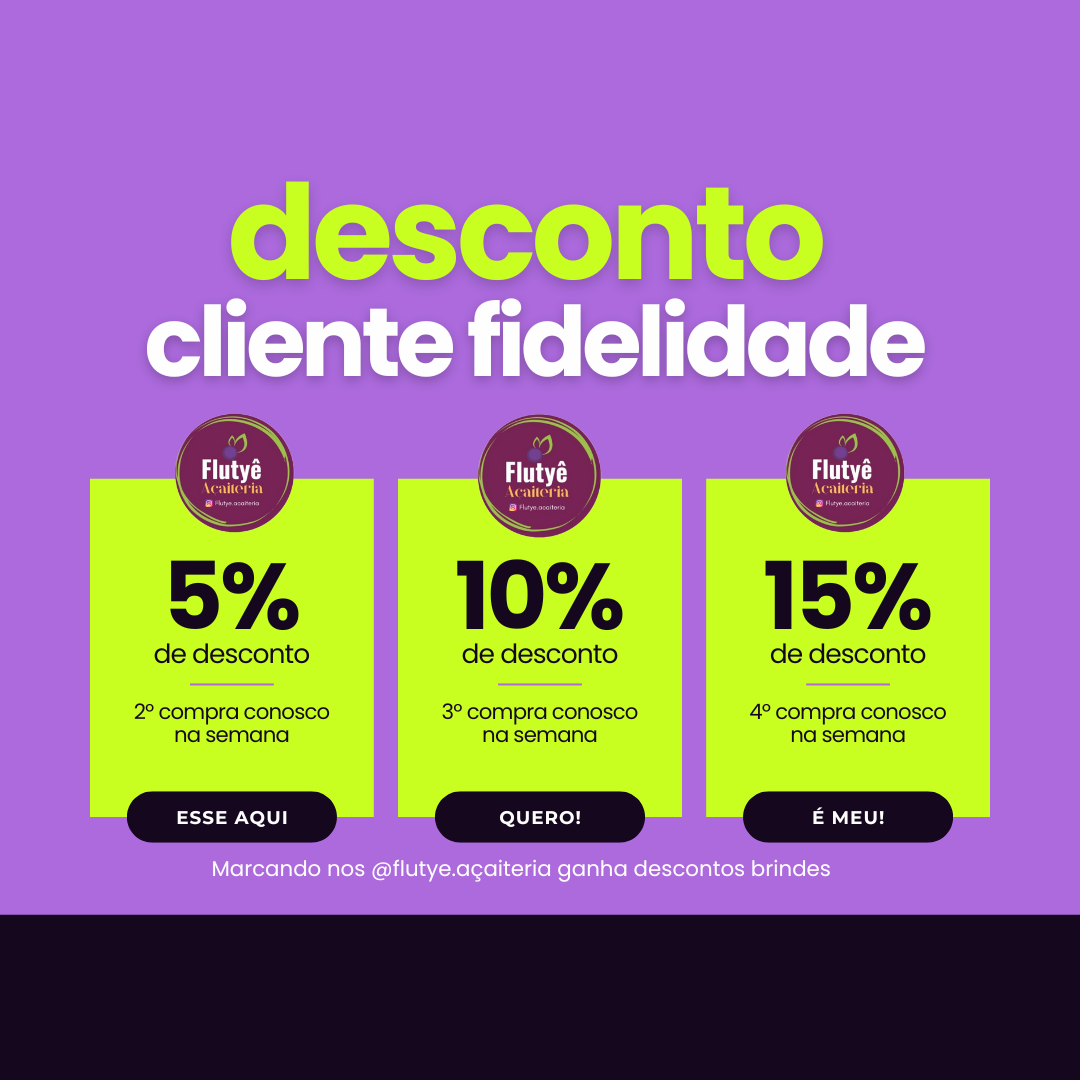 desconto
cliente fidelidade
Flutyê
Açaiteria
Flutye.acaiteria
Flutyê
Açaiteria
Flutye.acaiteria
Flutyê
Açaiteria
Flutye.acaiteria
5%
de desconto
2º compra conosco
na semana
ESSE AQUI
10%
de desconto
3º compra conosco
na semana
QUERO!
15%
de desconto
4º compra conosco
na semana
É MEU!
Marcando nos @flutye.açaiteria ganha descontos brindes